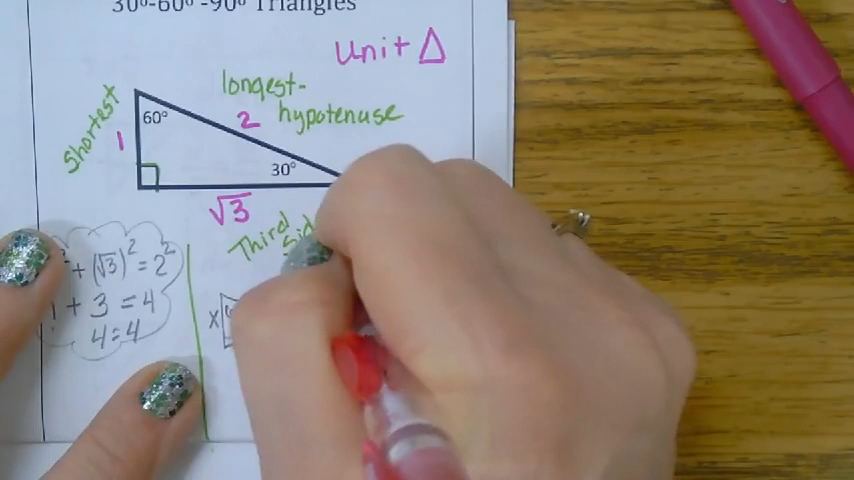 30°-60°-90° Triangles
Unit Δ
longest-
hypotenuse
Shortest
60°
1
2
30°
√3
Third
² + (√3)² = 2²
1 + 3 = 4
4=4
x